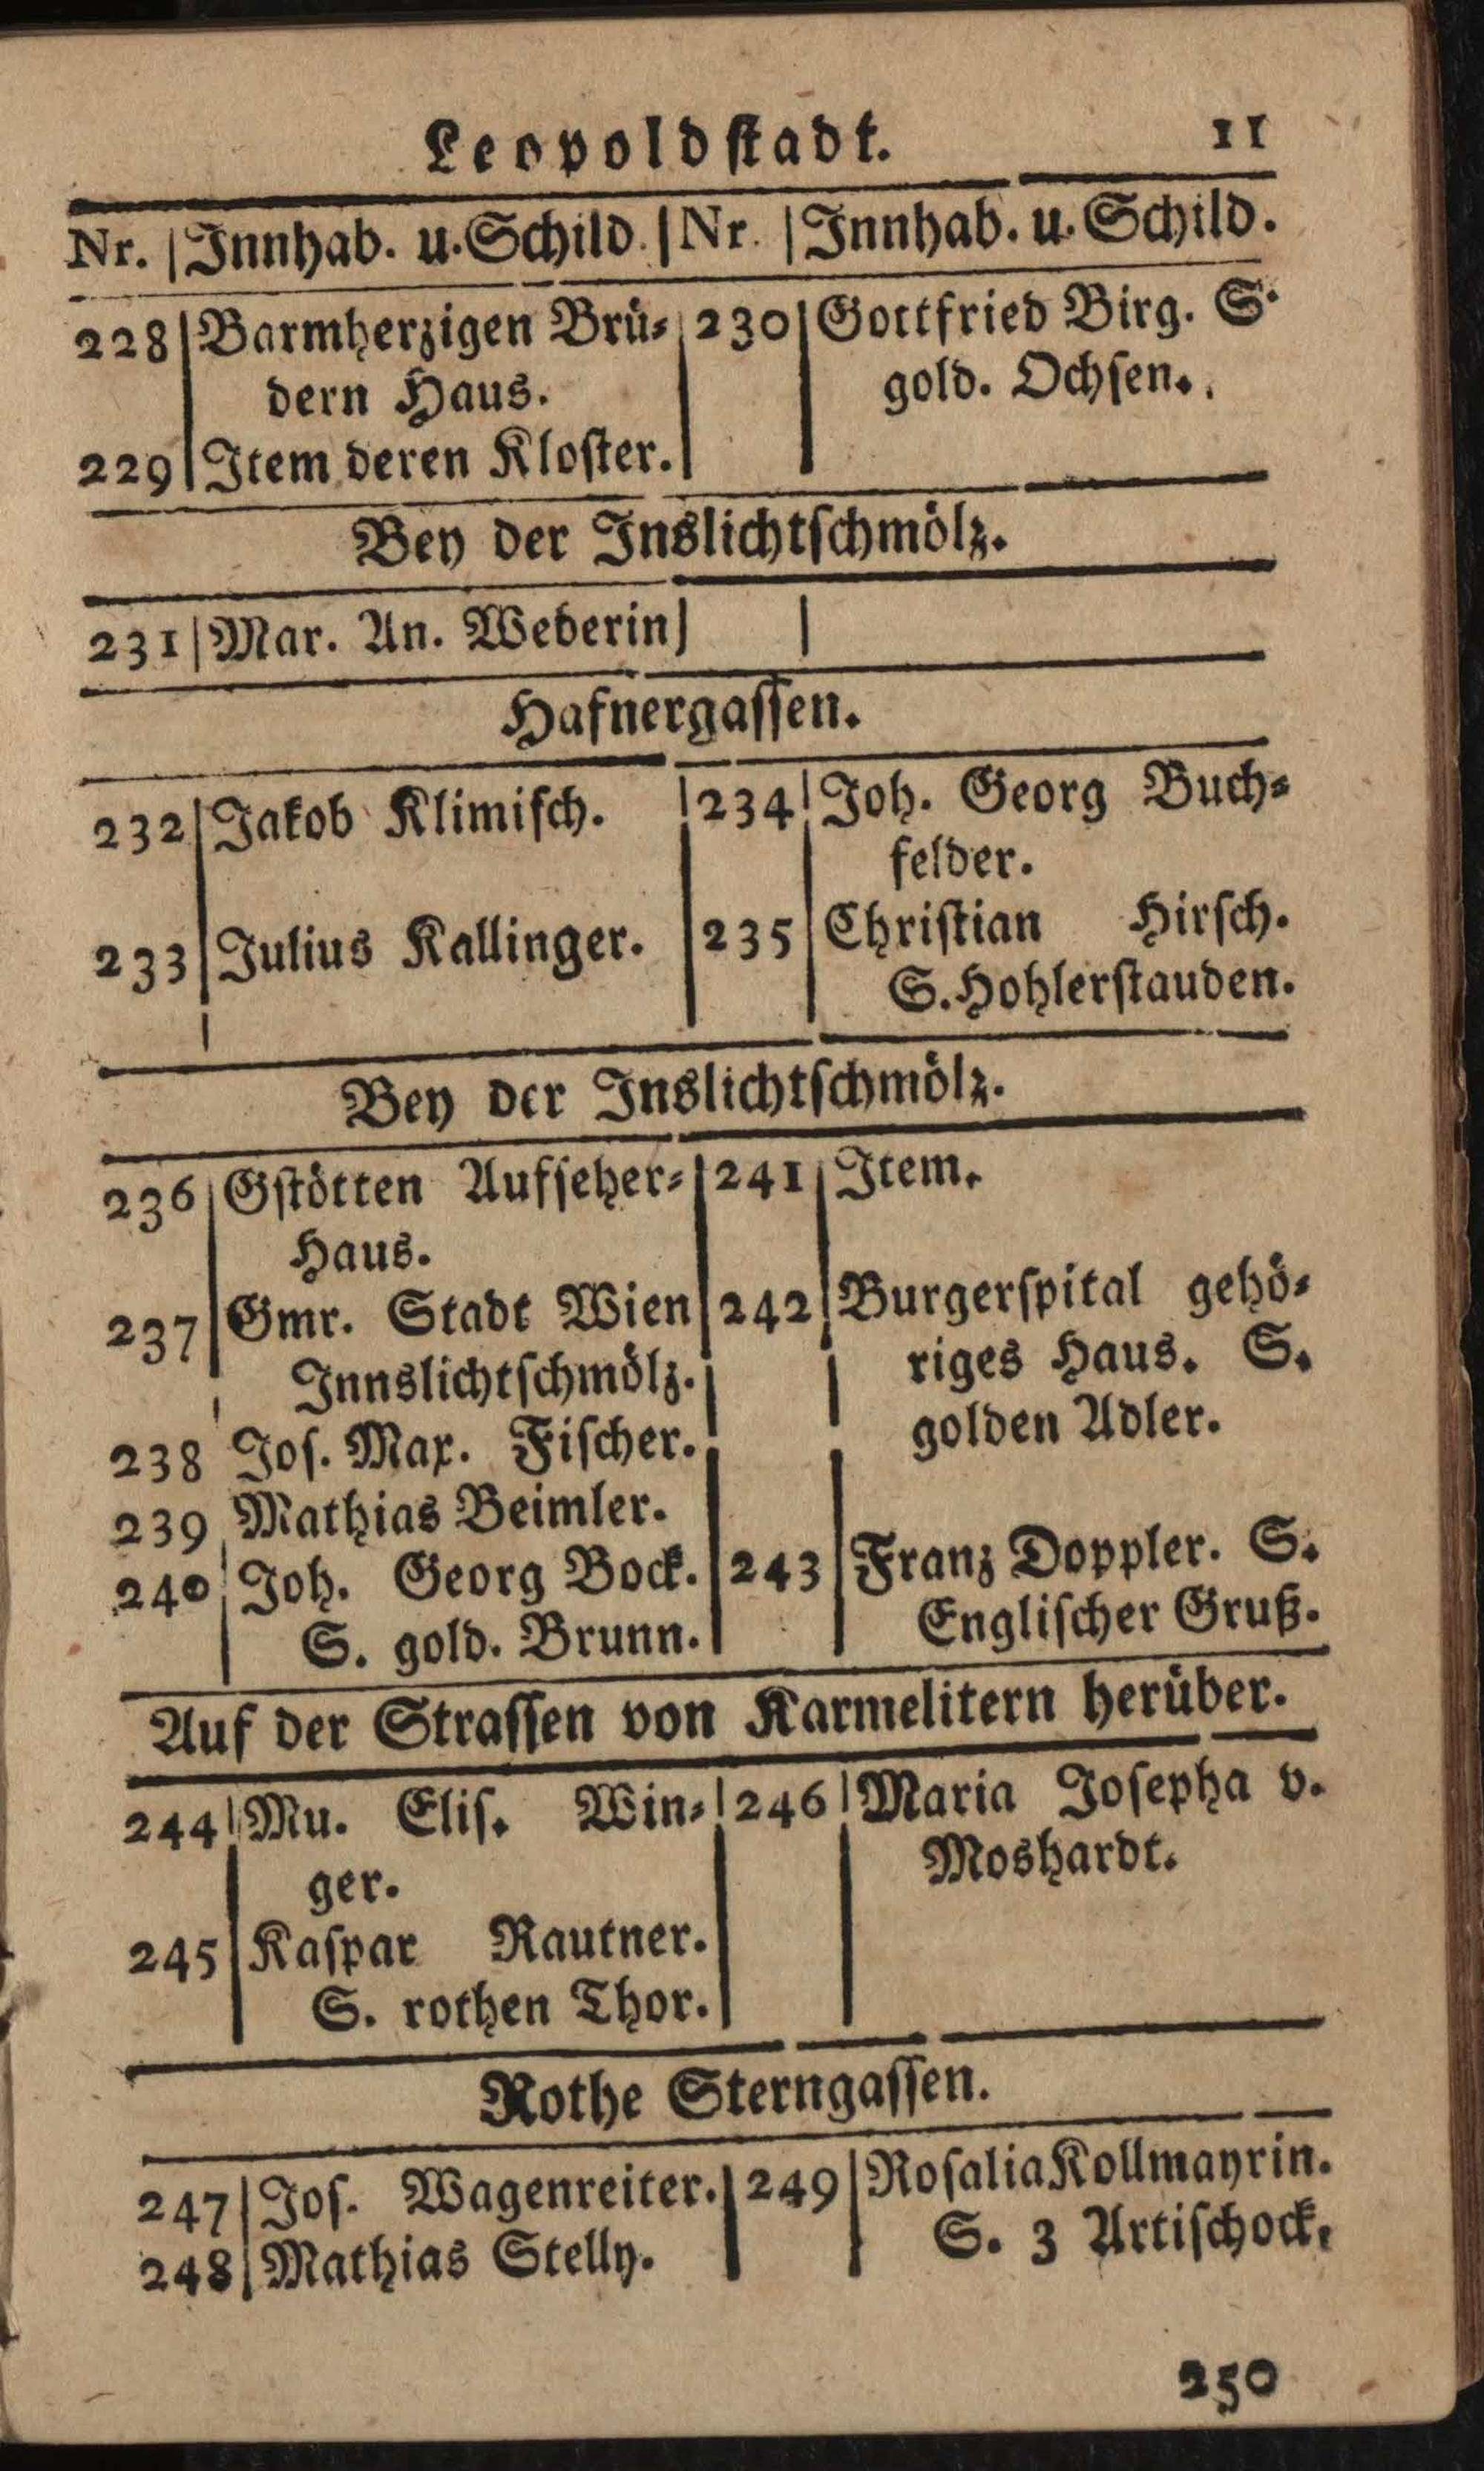 Leopoldſtadt. 11
Nr. | Innhab. u. Schild. | Nr. | Innhab. u. Schild.
228 Barmherzigen Brü-
dern Haus.
229 Item deren Kloſter.
230 Gottfried Birg. S.
gold. Ochſen.
Bey der Inslichtſchmölz.
231 Mar. An. Weberin
Hafnergaſſen.
232 Jakob Klimiſch.
233 Julius Kallinger.
234 Joh. Georg Buch-
felder.
235 Chriſtian Hirſch.
S. Hohlerſtauden.
Bey der Inslichtſchmölz.
236 Gſtötten Aufſeher-
Haus.
237 Gmr. Stadt Wien
Innslichtſchmölz.
238 Joſ. Max. Fiſcher.
239 Mathias Beimler.
240 Joh. Georg Bock.
S. gold. Brunn.
241 Item.
242 Burgerſpital gehö-
riges Haus. S.
golden Adler.
243 Franz Doppler. S.
Engliſcher Gruß.
Auf der Straſſen von Karmelitern herüber.
244 Mu. Eliſ. Win-
ger.
245 Kaſpar Rautner.
S. rothen Thor.
246 Maria Joſepha v.
Moshardt.
Rothe Sterngaſſen.
247 Joſ. Wagenreiter.
248 Mathias Stelly.
249 Roſalia Kollmayrin.
S. 3 Artiſchock.
250